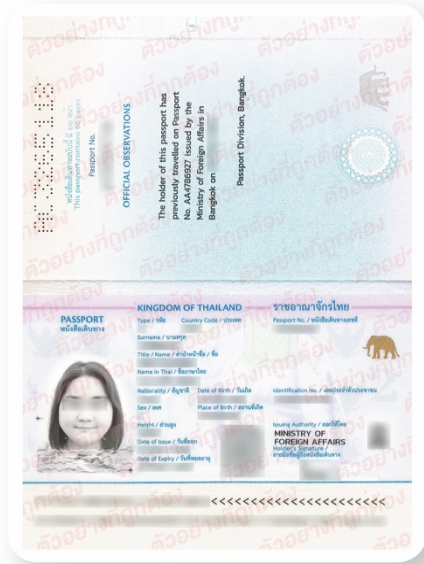 หนังสือเดินทางฉบับนี้ มี ๕๐ หน้า
This passport contains 50 pages
Passport No.
OFFICIAL OBSERVATIONS
The holder of this passport has
previously travelled on Passport
No. AA4786927 issued by the
Ministry of Foreign Affairs in
Bangkok on
Passport Division, Bangkok.
PASSPORT
หนังสือเดินทาง
KINGDOM OF THAILAND
ราชอาณาจักรไทย
Type / ชนิด
Country Code / ประเทศ
Passport No. / หนังสือเดินทางเลขที่
Surname / นามสกุล
Title / Name / คำนำหน้าชื่อ / ชื่อ
Name in Thai / ชื่อภาษาไทย
Nationality / สัญชาติ
Date of Birth / วันเกิด
Identification No. / เลขประจำตัวประชาชน
Sex / เพศ
Place of Birth / สถานที่เกิด
Height / ส่วนสูง
Issuing Authority / ออกให้โดย
MINISTRY OF
FOREIGN AFFAIRS
Date of Issue / วันที่ออก
Holder's Signature /
ลายมือชื่อผู้ถือหนังสือเดินทาง
Date of Expiry / วันที่หมดอายุ
<<<<<<<<<<<<<<<<<<<<<<<
ตัวอย่างที่ถูกต้อง